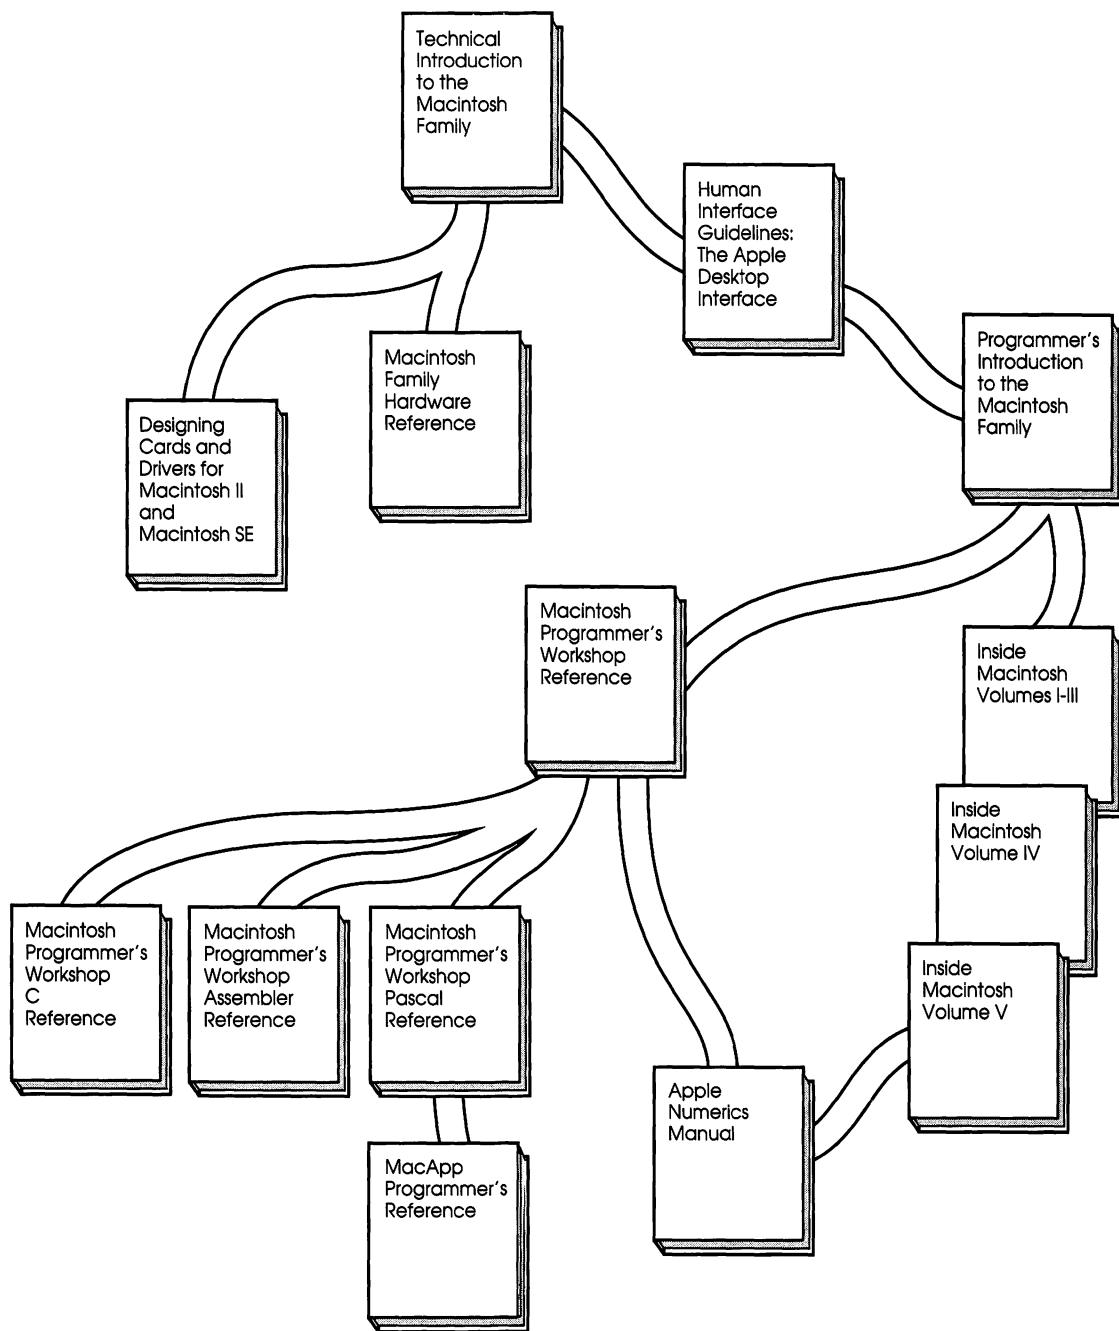 Technical
Introduction
to the
Macintosh
Family
Human
Interface
Guidelines:
The Apple
Desktop
Interface
Programmer's
Introduction
to the
Macintosh
Family
Macintosh
Family
Hardware
Reference
Designing
Cards and
Drivers for
Macintosh II
and
Macintosh SE
Macintosh
Programmer's
Workshop
Reference
Inside
Macintosh
Volumes I-III
Inside
Macintosh
Volume IV
Inside
Macintosh
Volume V
Macintosh
Programmer's
Workshop
C
Reference
Macintosh
Programmer's
Workshop
Assembler
Reference
Macintosh
Programmer's
Workshop
Pascal
Reference
Apple
Numerics
Manual
MacApp
Programmer's
Reference